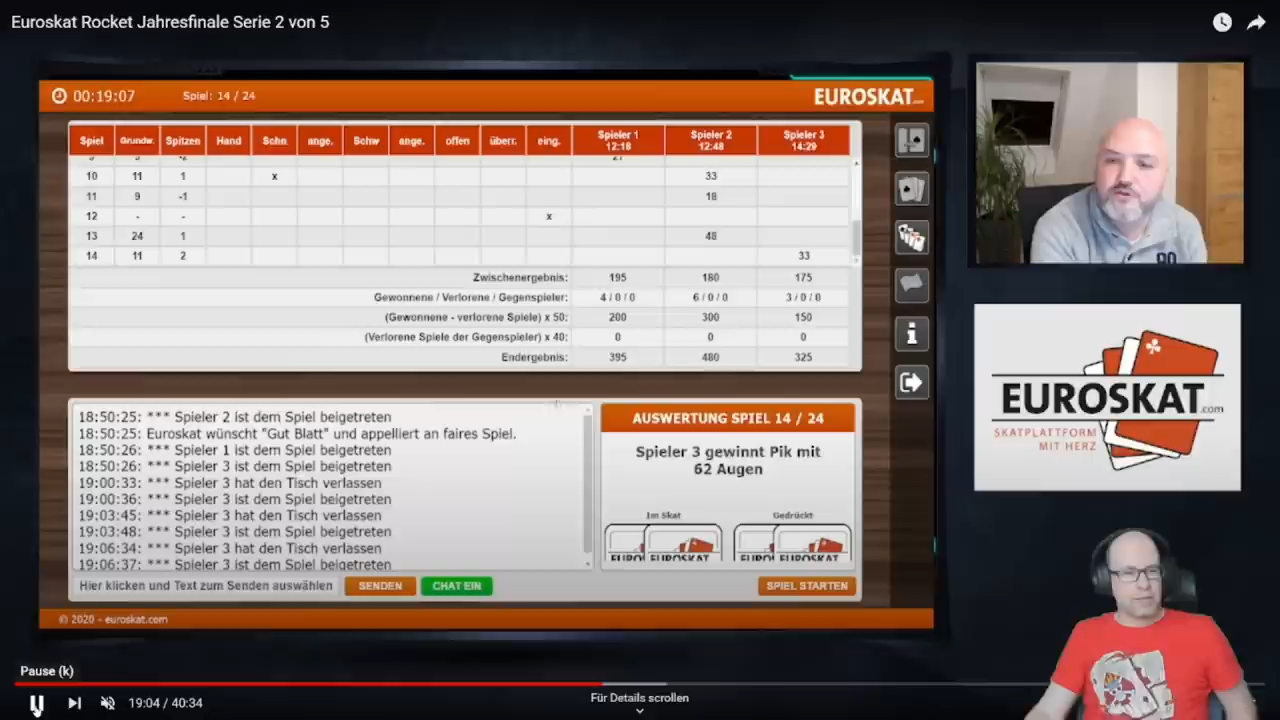 Euroskat Rocket Jahresfinale Serie 2 von 5
00:19:07 Spiel: 14 / 24 EUROSKAT.com
Spiel Grundw. Spitzen Hand Schn ange. Schw ange. offen überr. eing. Spieler 1 Spieler 2 Spieler 3
12:18 12:48 14:29
10 11 1 x 33
11 9 -1 18
12 - - x
13 24 1 48
14 11 2 33
Zwischenergebnis: 195 180 175
Gewonnene / Verlorene / Gegenspieler: 4 / 0 / 0 6 / 0 / 0 3 / 0 / 0
(Gewonnene - verlorene Spiele) x 50: 200 300 150
(Verlorene Spiele der Gegenspieler) x 40: 0 0 0
Endergebnis: 395 480 325
18:50:25: *** Spieler 2 ist dem Spiel beigetreten
18:50:25: Euroskat wünscht "Gut Blatt" und appelliert an faires Spiel.
18:50:26: *** Spieler 1 ist dem Spiel beigetreten
18:50:26: *** Spieler 3 ist dem Spiel beigetreten
19:00:33: *** Spieler 3 hat den Tisch verlassen
19:00:36: *** Spieler 3 ist dem Spiel beigetreten
19:03:45: *** Spieler 3 hat den Tisch verlassen
19:03:48: *** Spieler 3 ist dem Spiel beigetreten
19:06:34: *** Spieler 3 hat den Tisch verlassen
19:06:37: *** Spieler 3 ist dem Spiel beigetreten
Hier klicken und Text zum Senden auswählen SENDEN CHAT EIN
AUSWERTUNG SPIEL 14 / 24
Spieler 3 gewinnt Pik mit
62 Augen
Im Skat Gedrückt
SPIEL STARTEN
© 2020 - euroskat.com
EUROSKAT.com
SKATPLATTFORM
MIT HERZ
Pause (k)
19:04 / 40:34
Für Details scrollen